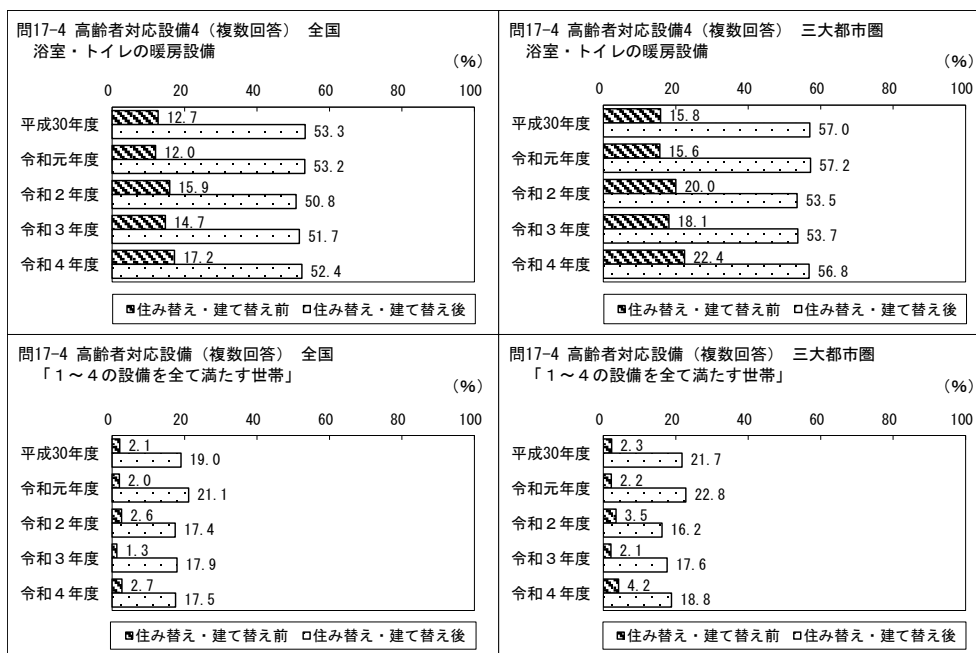 問17-4 高齢者対応設備4（複数回答） 全国
浴室・トイレの暖房設備
(%)
0 20 40 60 80 100
平成30年度 12.7 53.3
令和元年度 12.0 53.2
令和２年度 15.9 50.8
令和３年度 14.7 51.7
令和４年度 17.2 52.4
住み替え・建て替え前 住み替え・建て替え後
問17-4 高齢者対応設備4（複数回答） 三大都市圏
浴室・トイレの暖房設備
(%)
0 20 40 60 80 100
平成30年度 15.8 57.0
令和元年度 15.6 57.2
令和２年度 20.0 53.5
令和３年度 18.1 53.7
令和４年度 22.4 56.8
住み替え・建て替え前 住み替え・建て替え後
問17-4 高齢者対応設備（複数回答） 全国
「１～４の設備を全て満たす世帯」
(%)
0 20 40 60 80 100
平成30年度 2.1 19.0
令和元年度 2.0 21.1
令和２年度 2.6 17.4
令和３年度 1.3 17.9
令和４年度 2.7 17.5
住み替え・建て替え前 住み替え・建て替え後
問17-4 高齢者対応設備（複数回答） 三大都市圏
「１～４の設備を全て満たす世帯」
(%)
0 20 40 60 80 100
平成30年度 2.3 21.7
令和元年度 2.2 22.8
令和２年度 3.5 16.2
令和３年度 2.1 17.6
令和４年度 4.2 18.8
住み替え・建て替え前 住み替え・建て替え後